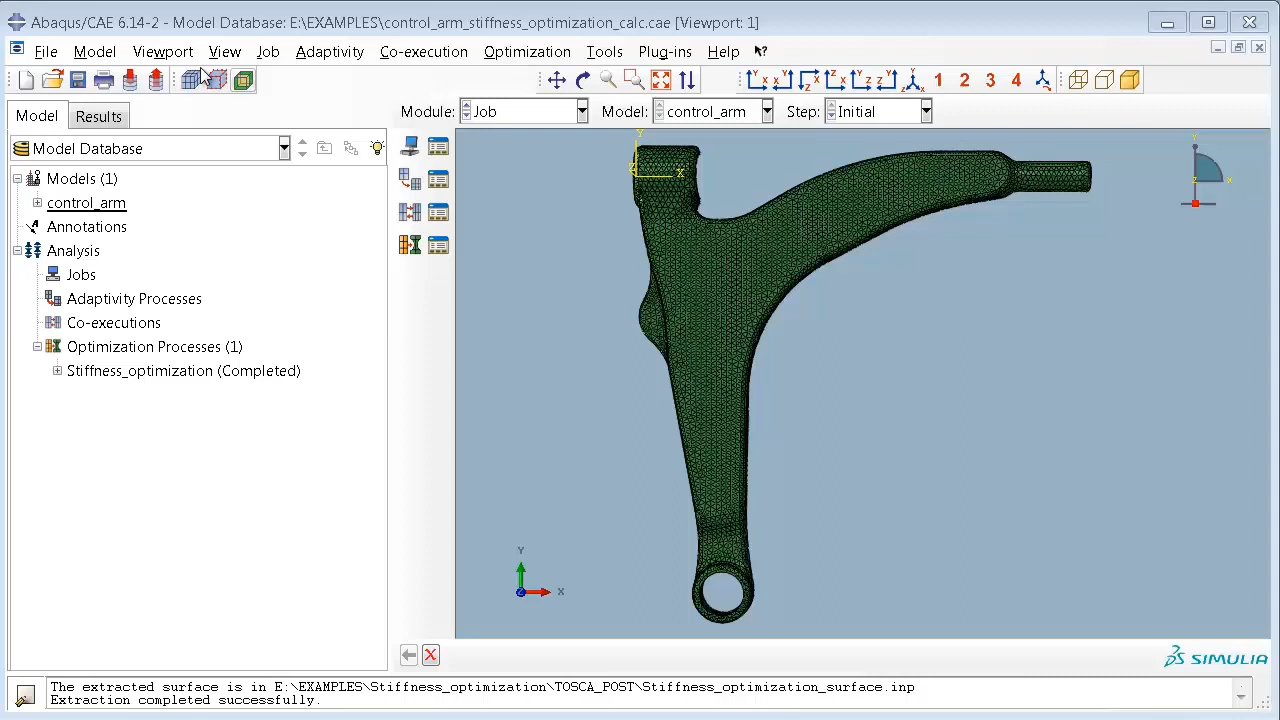 Abaqus/CAE 6.14-2 - Model Database: E:\EXAMPLES\control_arm_stiffness_optimization_calc.cae [Viewport: 1]
File Model Viewport View Job Adaptivity Co-execution Optimization Tools Plug-ins Help
1 2 3 4
Model Results
Module: Job Model: control_arm Step: Initial
Model Database
Models (1)
control_arm
Annotations
Analysis
Jobs
Adaptivity Processes
Co-executions
Optimization Processes (1)
Stiffness_optimization (Completed)
Y
Z
X
Y
Z
X
Y
X
SIMULIA
The extracted surface is in E:\EXAMPLES\Stiffness_optimization\TOSCA_POST\Stiffness_optimization_surface.inp
Extraction completed successfully.